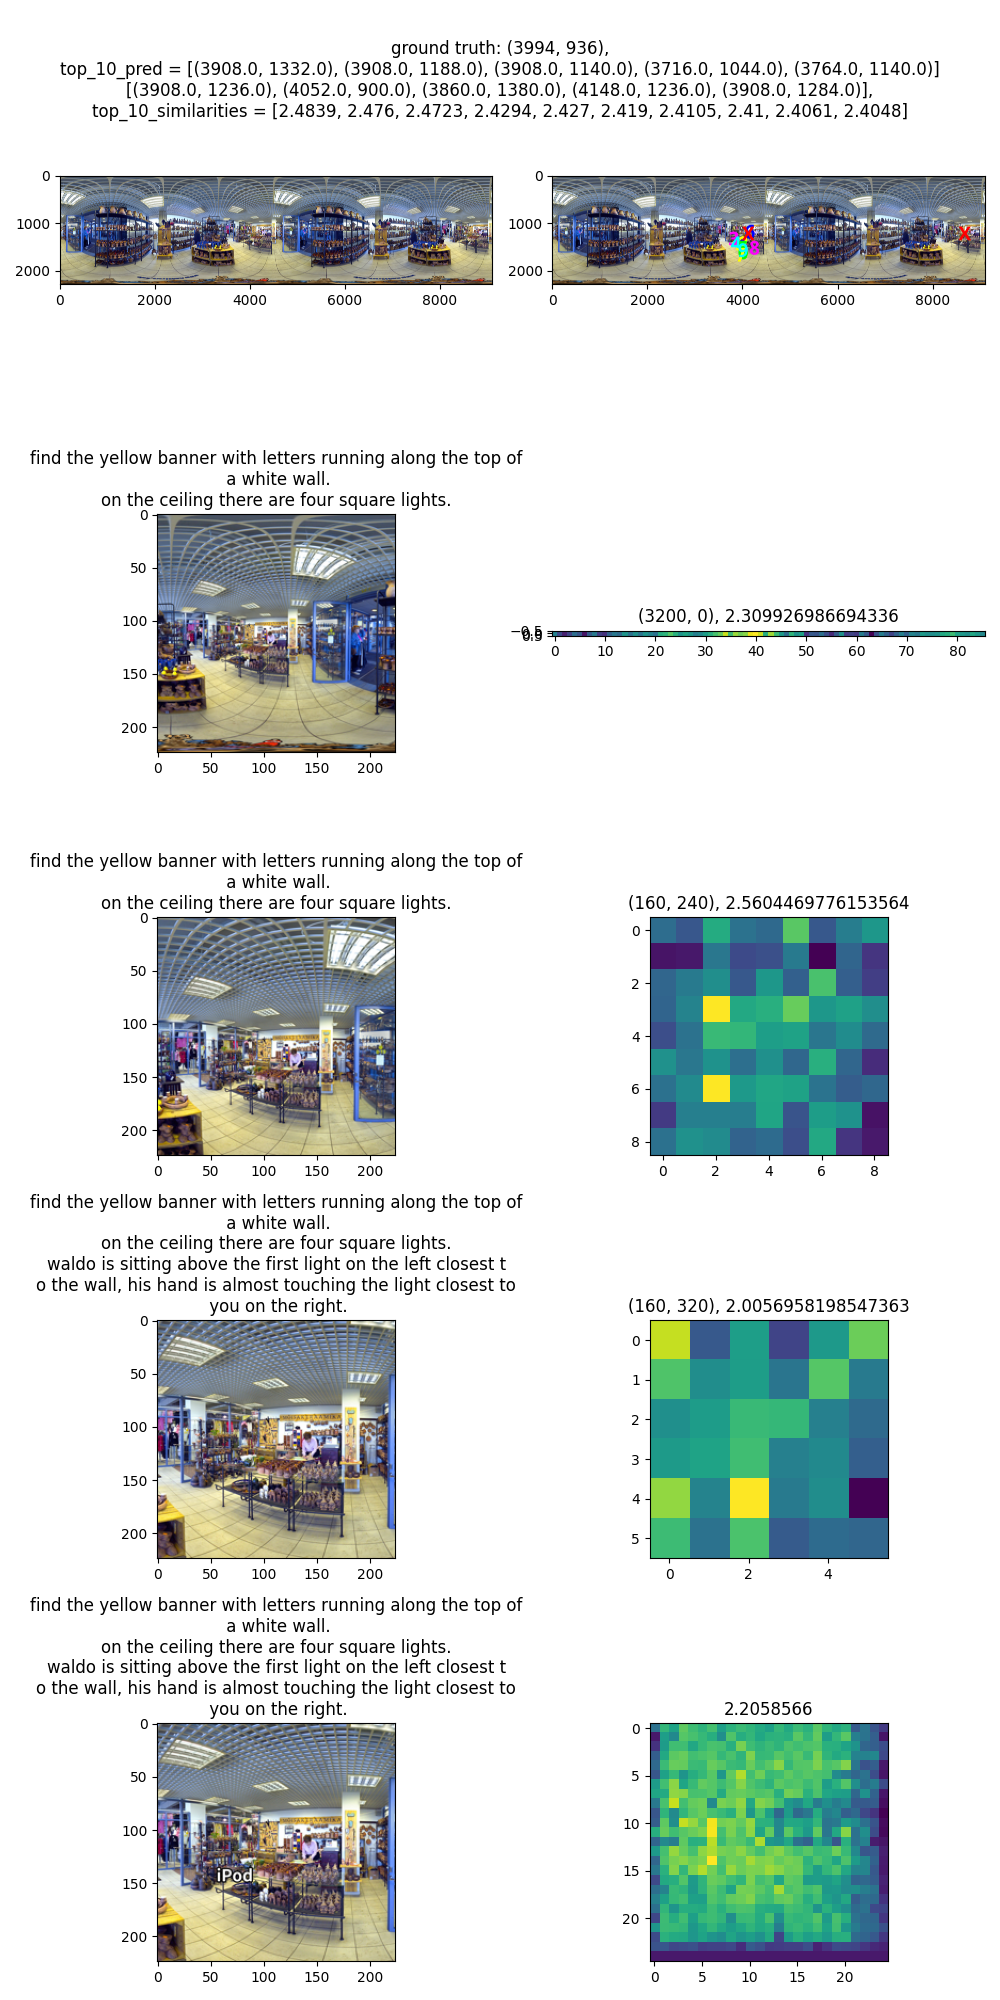 ground truth: (3994, 936),
top_10_pred = [(3908.0, 1332.0), (3908.0, 1188.0), (3908.0, 1140.0), (3716.0, 1044.0), (3764.0, 1140.0)]
[(3908.0, 1236.0), (4052.0, 900.0), (3860.0, 1380.0), (4148.0, 1236.0), (3908.0, 1284.0)],
top_10_similarities = [2.4839, 2.476, 2.4723, 2.4294, 2.427, 2.419, 2.4105, 2.41, 2.4061, 2.4048]
0
1000
2000
0 2000 4000 6000 8000
0
1000
2000
0 2000 4000 6000 8000
find the yellow banner with letters running along the top of
a white wall.
on the ceiling there are four square lights.
0
50
100
150
200
0 50 100 150 200
(3200, 0), 2.309926986694336
0 10 20 30 40 50 60 70 80
find the yellow banner with letters running along the top of
a white wall.
on the ceiling there are four square lights.
0
50
100
150
200
0 50 100 150 200
(160, 240), 2.5604469776153564
0
2
4
6
8
0 2 4 6 8
find the yellow banner with letters running along the top of
a white wall.
on the ceiling there are four square lights.
waldo is sitting above the first light on the left closest t
o the wall, his hand is almost touching the light closest to
you on the right.
0
50
100
150
200
0 50 100 150 200
(160, 320), 2.0056958198547363
0
1
2
3
4
5
0 2 4
find the yellow banner with letters running along the top of
a white wall.
on the ceiling there are four square lights.
waldo is sitting above the first light on the left closest t
o the wall, his hand is almost touching the light closest to
you on the right.
0
50
100
150
200
iPod
0 50 100 150 200
2.2058566
0
5
10
15
20
0 5 10 15 20